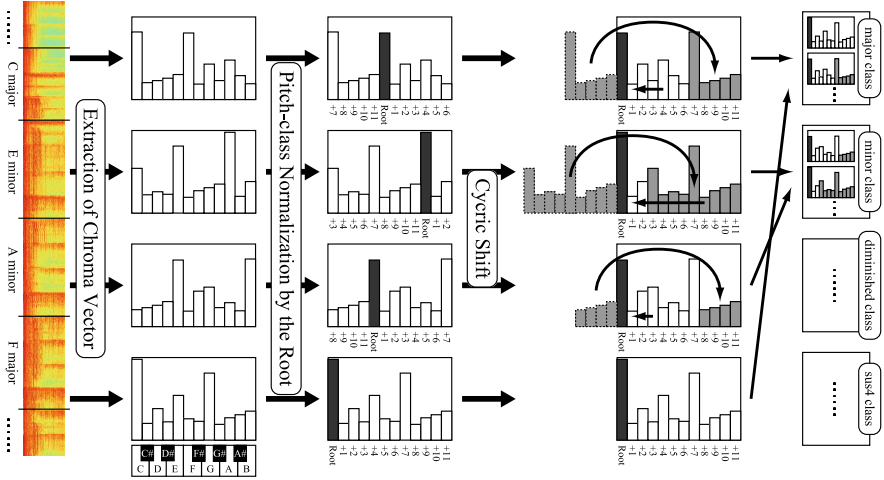 C major
E minor
A minor
F major
Extraction of Chroma Vector
C# D# F# G# A#
C D E F G A B
Pitch-class Normalization by the Root
+7 +8 +9 +10 +11 Root +1 +2 +3 +4 +5 +6
+3 +4 +5 +6 +7 +8 +9 +10 +11 Root +1 +2
+8 +9 +10 +11 Root +1 +2 +3 +4 +5 +6 +7
Root +1 +2 +3 +4 +5 +6 +7 +8 +9 +10 +11
Cycric Shift
Root +1 +2 +3 +4 +5 +6 +7 +8 +9 +10 +11
Root +1 +2 +3 +4 +5 +6 +7 +8 +9 +10 +11
Root +1 +2 +3 +4 +5 +6 +7 +8 +9 +10 +11
Root +1 +2 +3 +4 +5 +6 +7 +8 +9 +10 +11
major class
minor class
diminished class
sus4 class